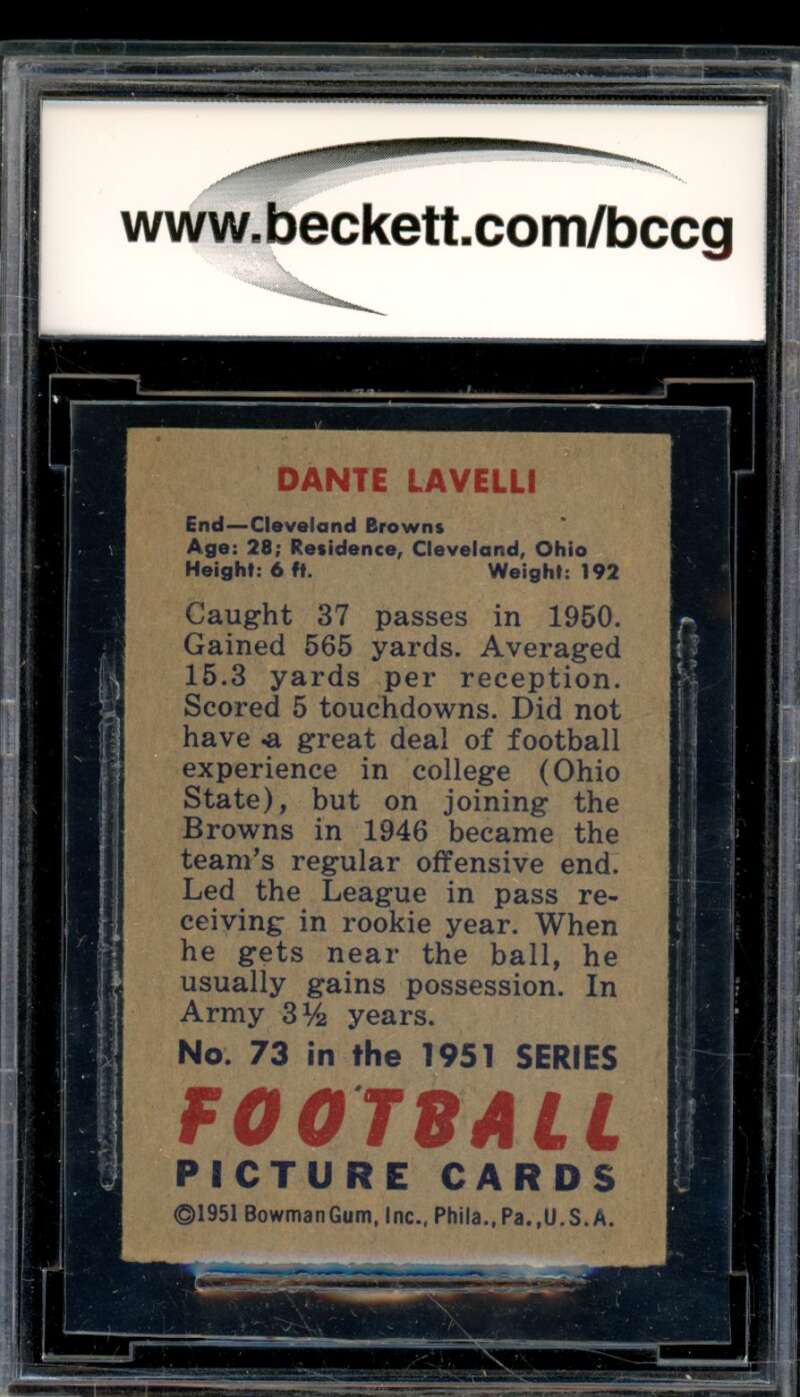 www.beckett.com/bccg
DANTE LAVELLI
End—Cleveland Browns
Age: 28; Residence, Cleveland, Ohio
Height: 6 ft. Weight: 192
Caught 37 passes in 1950.
Gained 565 yards. Averaged
15.3 yards per reception.
Scored 5 touchdowns. Did not
have a great deal of football
experience in college (Ohio
State), but on joining the
Browns in 1946 became the
team's regular offensive end.
Led the League in pass re-
ceiving in rookie year. When
he gets near the ball, he
usually gains possession. In
Army 3½ years.
No. 73 in the 1951 SERIES
FOOTBALL
PICTURE CARDS
©1951 Bowman Gum, Inc., Phila., Pa., U.S.A.